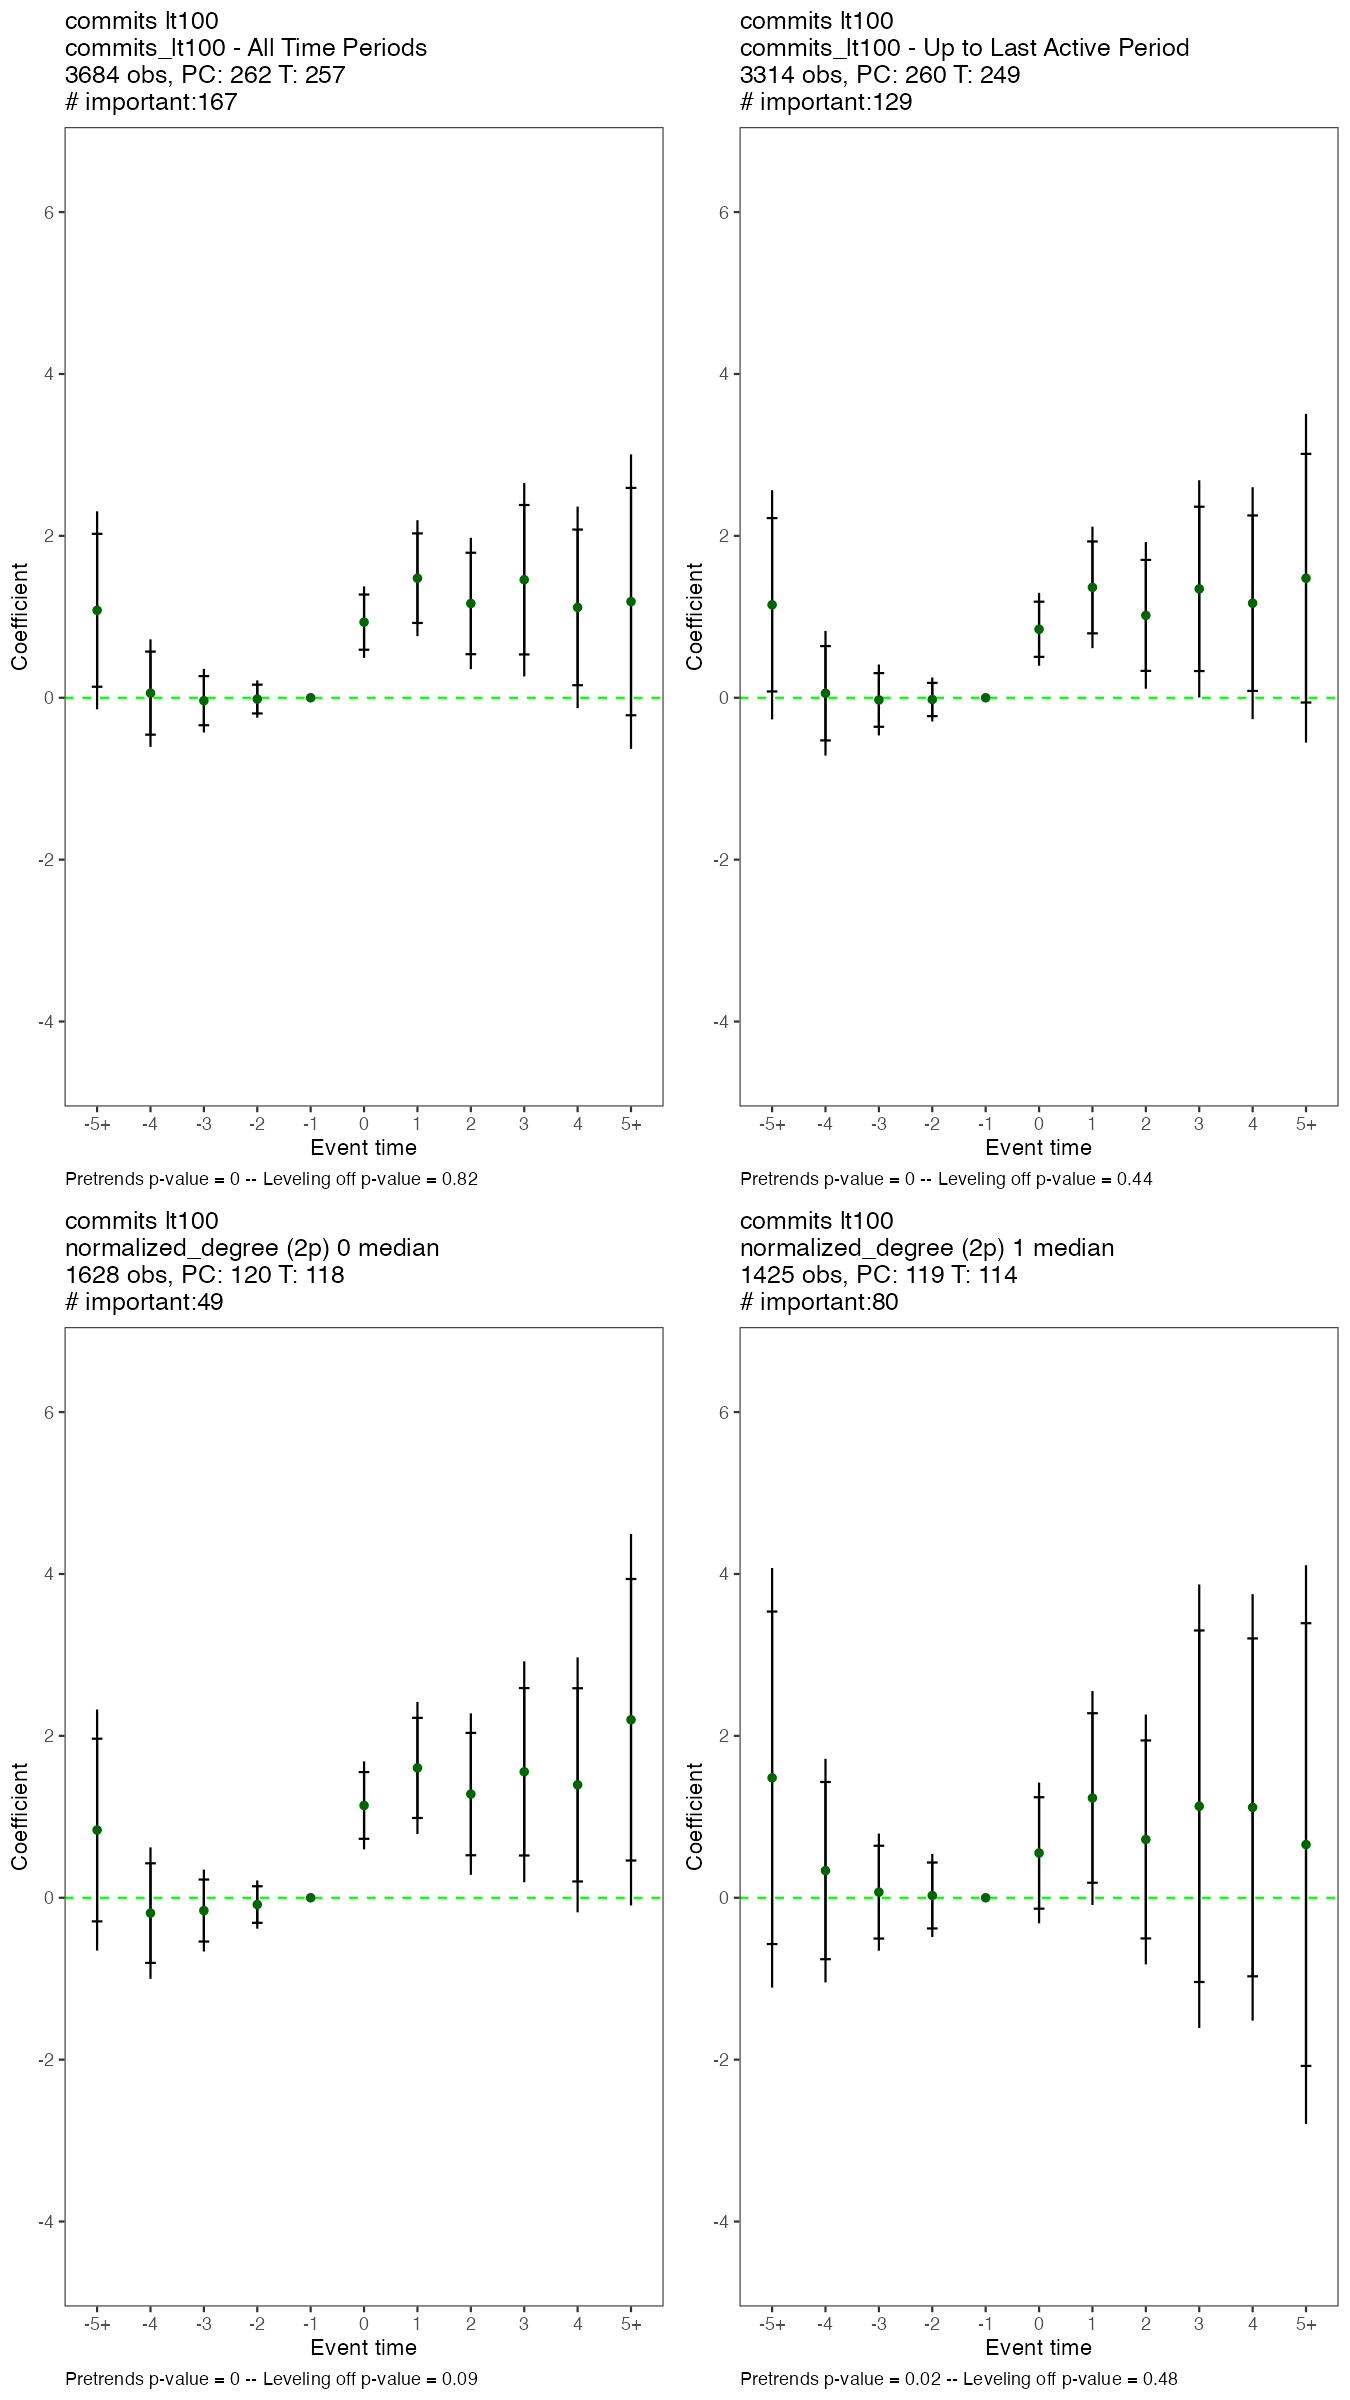 commits lt100
commits_lt100 - All Time Periods
3684 obs, PC: 262 T: 257
# important:167
6
4
2
0
-2
-4
Coefficient
-5+ -4 -3 -2 -1 0 1 2 3 4 5+
Event time
Pretrends p-value = 0 -- Leveling off p-value = 0.82
commits lt100
commits_lt100 - Up to Last Active Period
3314 obs, PC: 260 T: 249
# important:129
6
4
2
0
-2
-4
Coefficient
-5+ -4 -3 -2 -1 0 1 2 3 4 5+
Event time
Pretrends p-value = 0 -- Leveling off p-value = 0.44
commits lt100
normalized_degree (2p) 0 median
1628 obs, PC: 120 T: 118
# important:49
6
4
2
0
-2
-4
Coefficient
-5+ -4 -3 -2 -1 0 1 2 3 4 5+
Event time
Pretrends p-value = 0 -- Leveling off p-value = 0.09
commits lt100
normalized_degree (2p) 1 median
1425 obs, PC: 119 T: 114
# important:80
6
4
2
0
-2
-4
Coefficient
-5+ -4 -3 -2 -1 0 1 2 3 4 5+
Event time
Pretrends p-value = 0.02 -- Leveling off p-value = 0.48